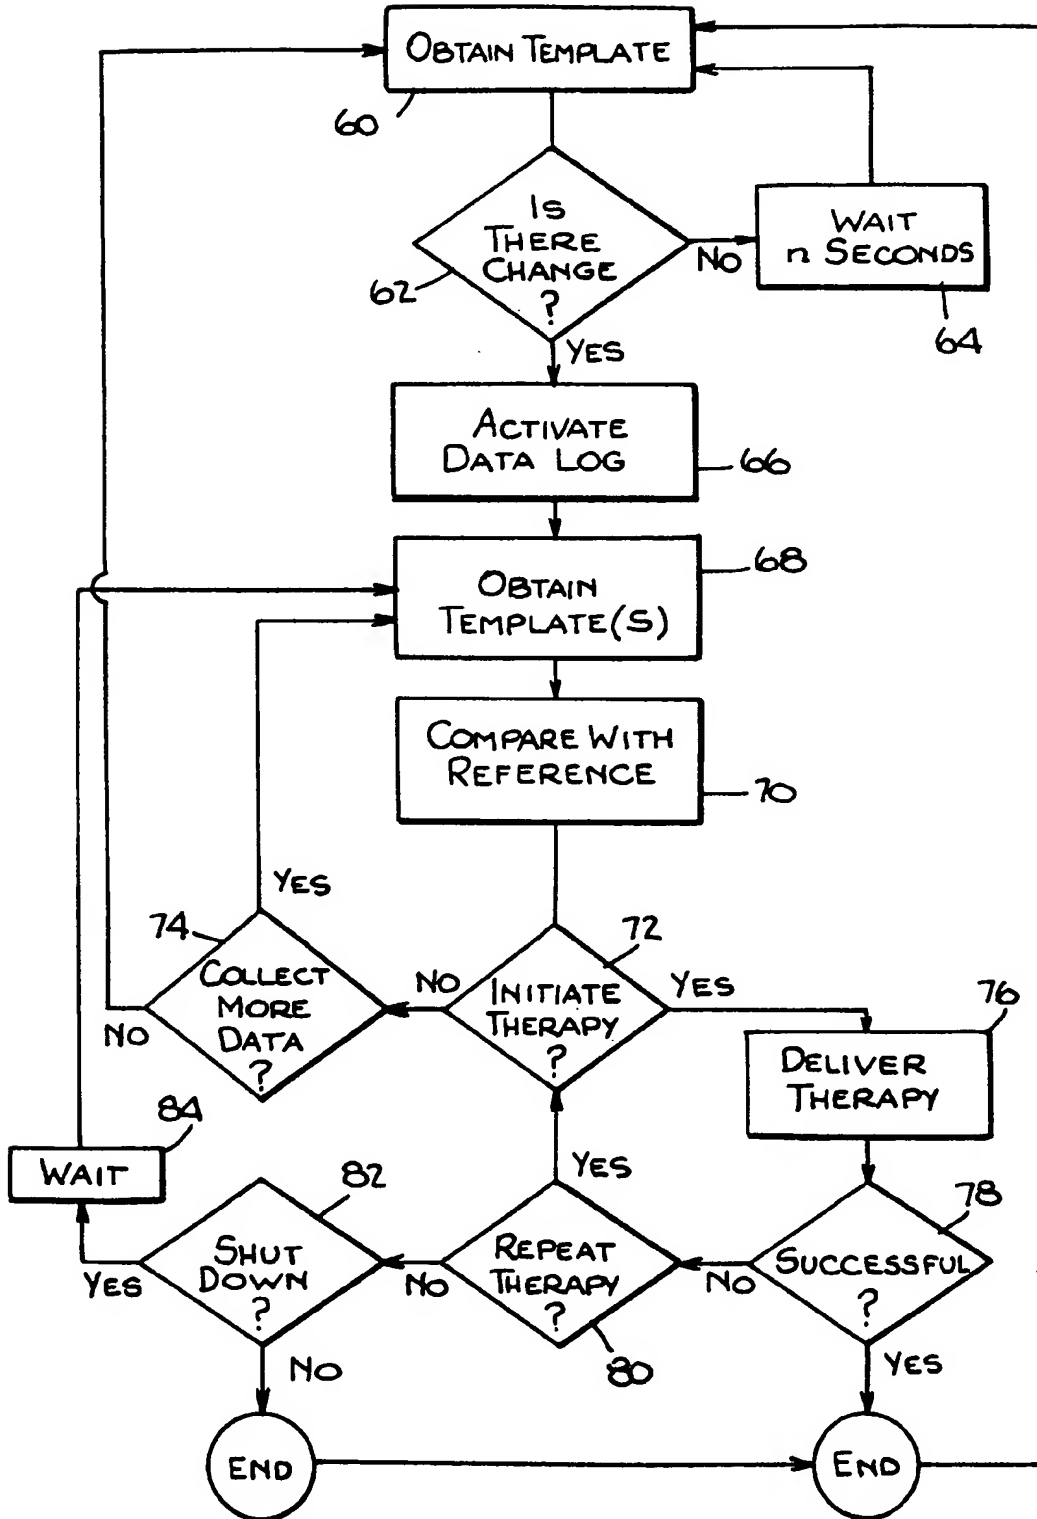 OBTAIN TEMPLATE
60
IS
THERE
CHANGE
?
62
NO
WAIT
n SECONDS
64
YES
ACTIVATE
DATA LOG
66
OBTAIN
TEMPLATE(S)
68
COMPARE WITH
REFERENCE
70
YES
74
COLLECT
MORE
DATA
?
NO
NO
72
INITIATE
THERAPY
?
YES
76
DELIVER
THERAPY
84
WAIT
YES
82
SHUT
DOWN
?
NO
NO
YES
REPEAT
THERAPY
?
80
NO
78
SUCCESSFUL
?
YES
END
END